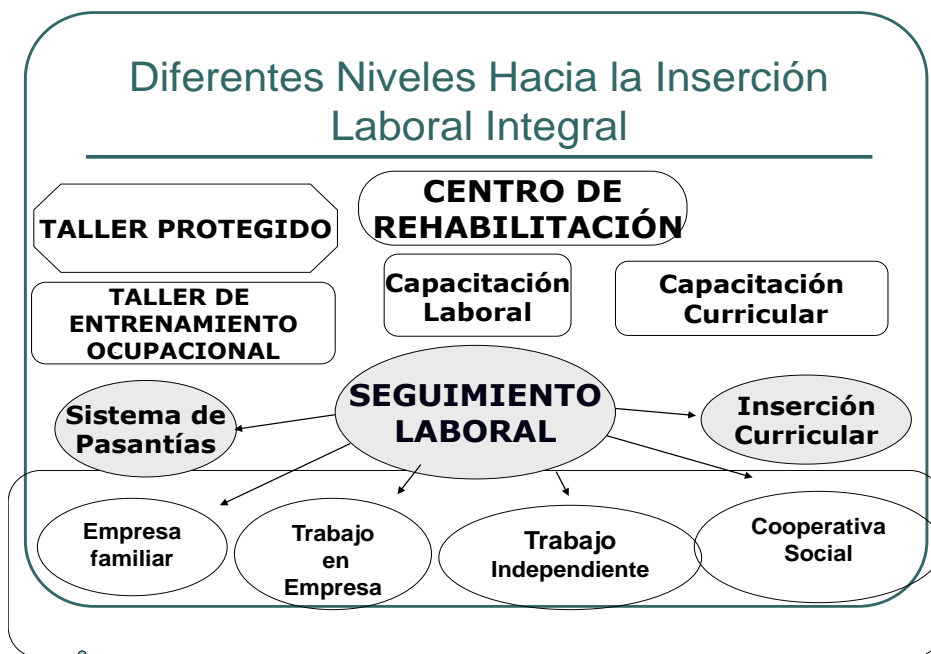 Diferentes Niveles Hacia la Inserción
Laboral Integral
TALLER PROTEGIDO
CENTRO DE
REHABILITACIÓN
TALLER DE
ENTRENAMIENTO
OCUPACIONAL
Capacitación
Laboral
Capacitación
Curricular
Sistema de
Pasantías
SEGUIMIENTO
LABORAL
Inserción
Curricular
Empresa
familiar
Trabajo
en
Empresa
Trabajo
Independiente
Cooperativa
Social